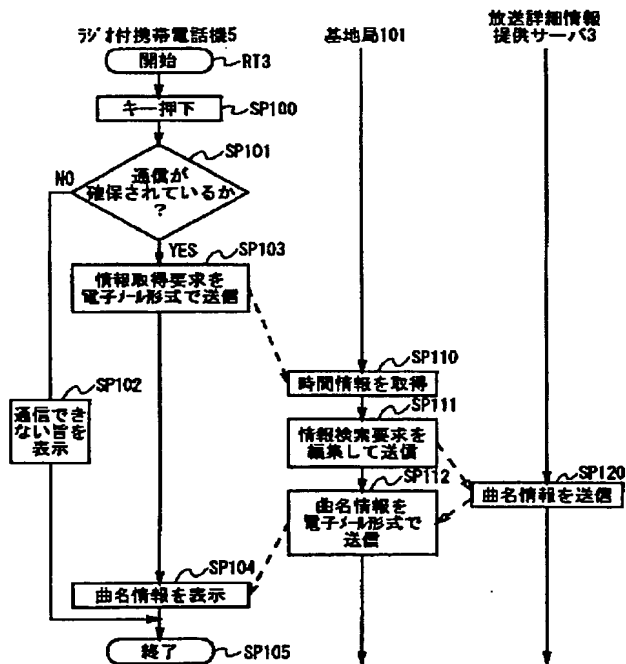 放送詳細情報
提供サーバ3
ラジオ付携帯電話機5
基地局101
開始
RT3
キー押下
SP100
SP101
通信が
確保されているか
?
NO
YES
SP103
情報取得要求を
電子メール形式で送信
SP110
時間情報を取得
SP102
通信でき
ない旨を
表示
SP111
情報検索要求を
編集して送信
SP112
SP120
曲名情報を送信
曲名情報を
電子メール形式で
送信
SP104
曲名情報を表示
終了
SP105